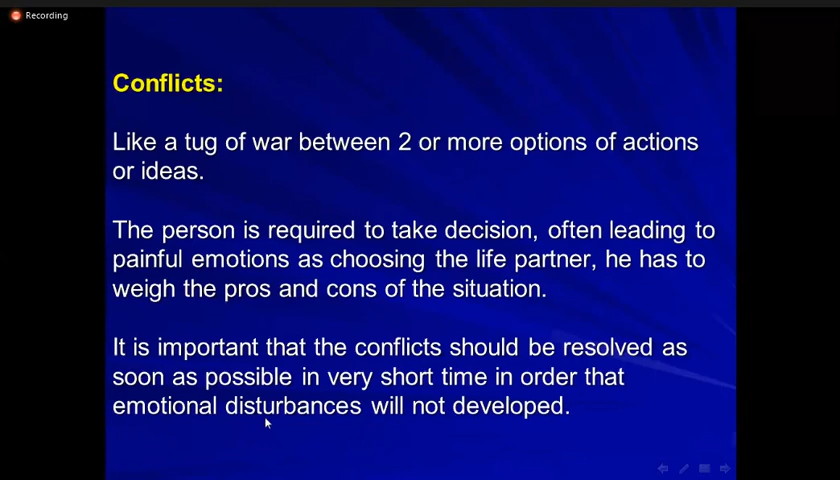 Recording
Conflicts:
Like a tug of war between 2 or more options of actions
or ideas.
The person is required to take decision, often leading to
painful emotions as choosing the life partner, he has to
weigh the pros and cons of the situation.
It is important that the conflicts should be resolved as
soon as possible in very short time in order that
emotional disturbances will not developed.